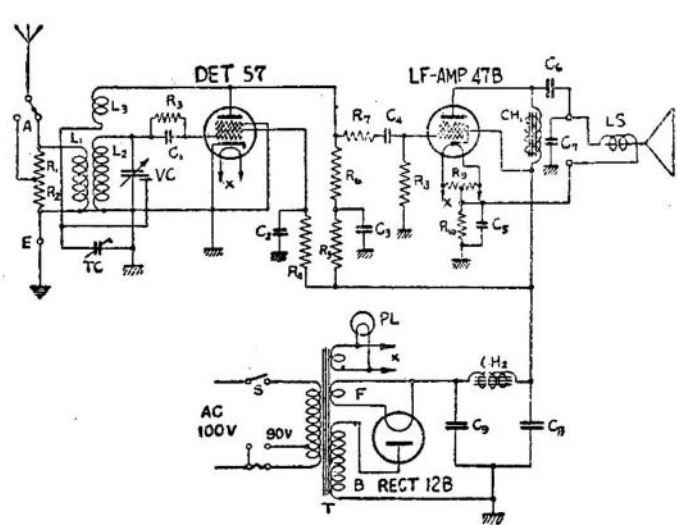 DET 57
LF-AMP 47B
C6
L3
R3
R7
C4
CH1
LS
A
L1
L2
C1
C7
R1
VC
x
R6
R9
R2
R3
x
E
C2
C3
R10
C5
TC
R4
R5
PL
x
CH2
S
F
AC
100V
90V
C9
C8
B
RECT 12B
T